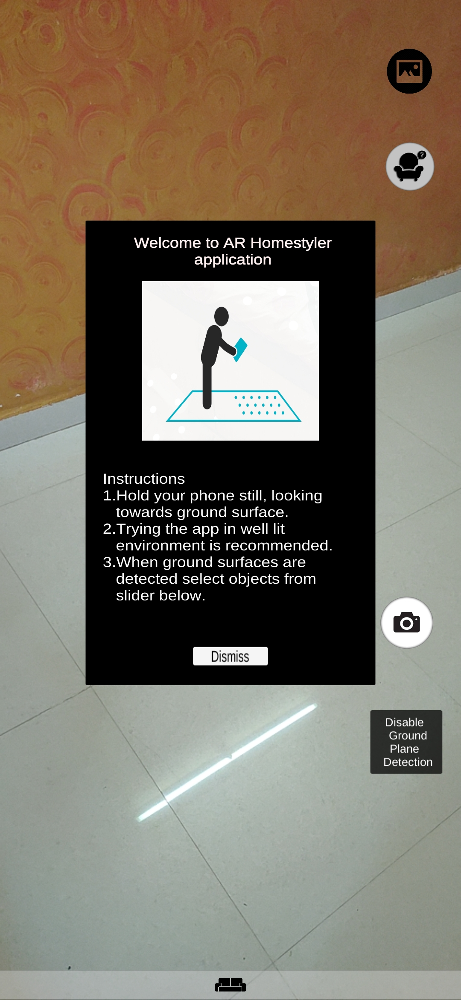 Welcome to AR Homestyler
application
Instructions
1.Hold your phone still, looking
towards ground surface.
2.Trying the app in well lit
environment is recommended.
3.When ground surfaces are
detected select objects from
slider below.
Dismiss
Disable
Ground
Plane
Detection
?